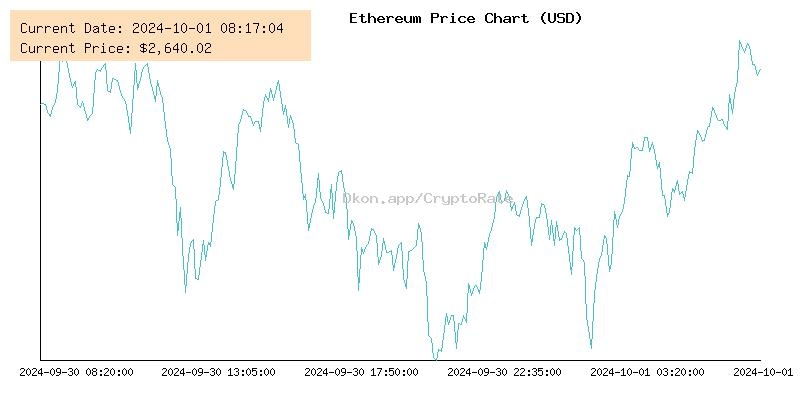 Ethereum Price Chart (USD)
Current Date: 2024-10-01 08:17:04
Current Price: $2,640.02
Dkon.app/CryptoRate
2024-09-30 08:20:00
2024-09-30 13:05:00
2024-09-30 17:50:00
2024-09-30 22:35:00
2024-10-01 03:20:00
2024-10-01